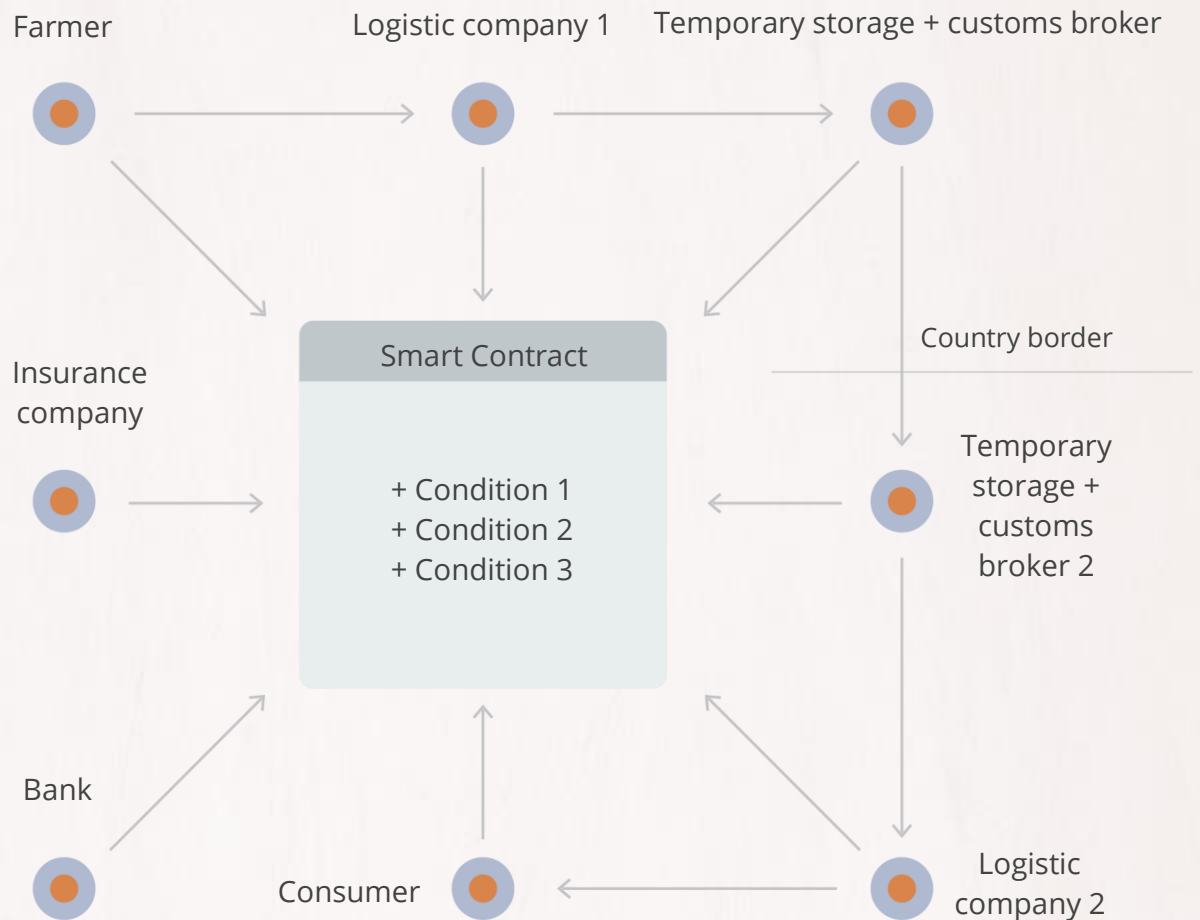 Farmer
Logistic company 1
Temporary storage + customs broker
Country border
Smart Contract
Insurance
company
Temporary
storage +
customs
broker 2
+ Condition 1
+ Condition 2
+ Condition 3
Bank
Consumer
Logistic
company 2